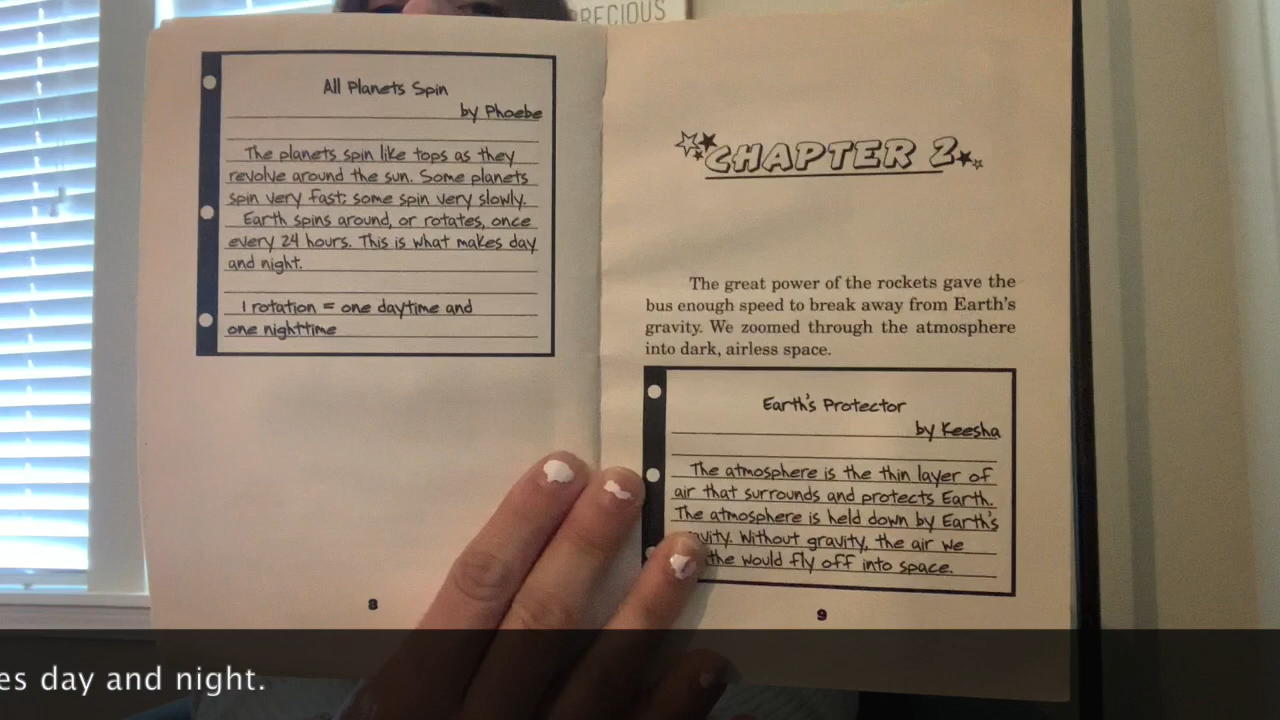 RECIOUS
All Planets Spin
by Phoebe
The planets spin like tops as they
revolve around the sun. Some planets
spin very fast; some spin very slowly.
Earth spins around, or rotates, once
every 24 hours. This is what makes day
and night.
1 rotation = one daytime and
one nighttime
8
CHAPTER 2
The great power of the rockets gave the
bus enough speed to break away from Earth's
gravity. We zoomed through the atmosphere
into dark, airless space.
Earth's Protector
by Keesha
The atmosphere is the thin layer of
air that surrounds and protects Earth.
The atmosphere is held down by Earth's
avity. Without gravity, the air we
the would fly off into space.
9
es day and night.